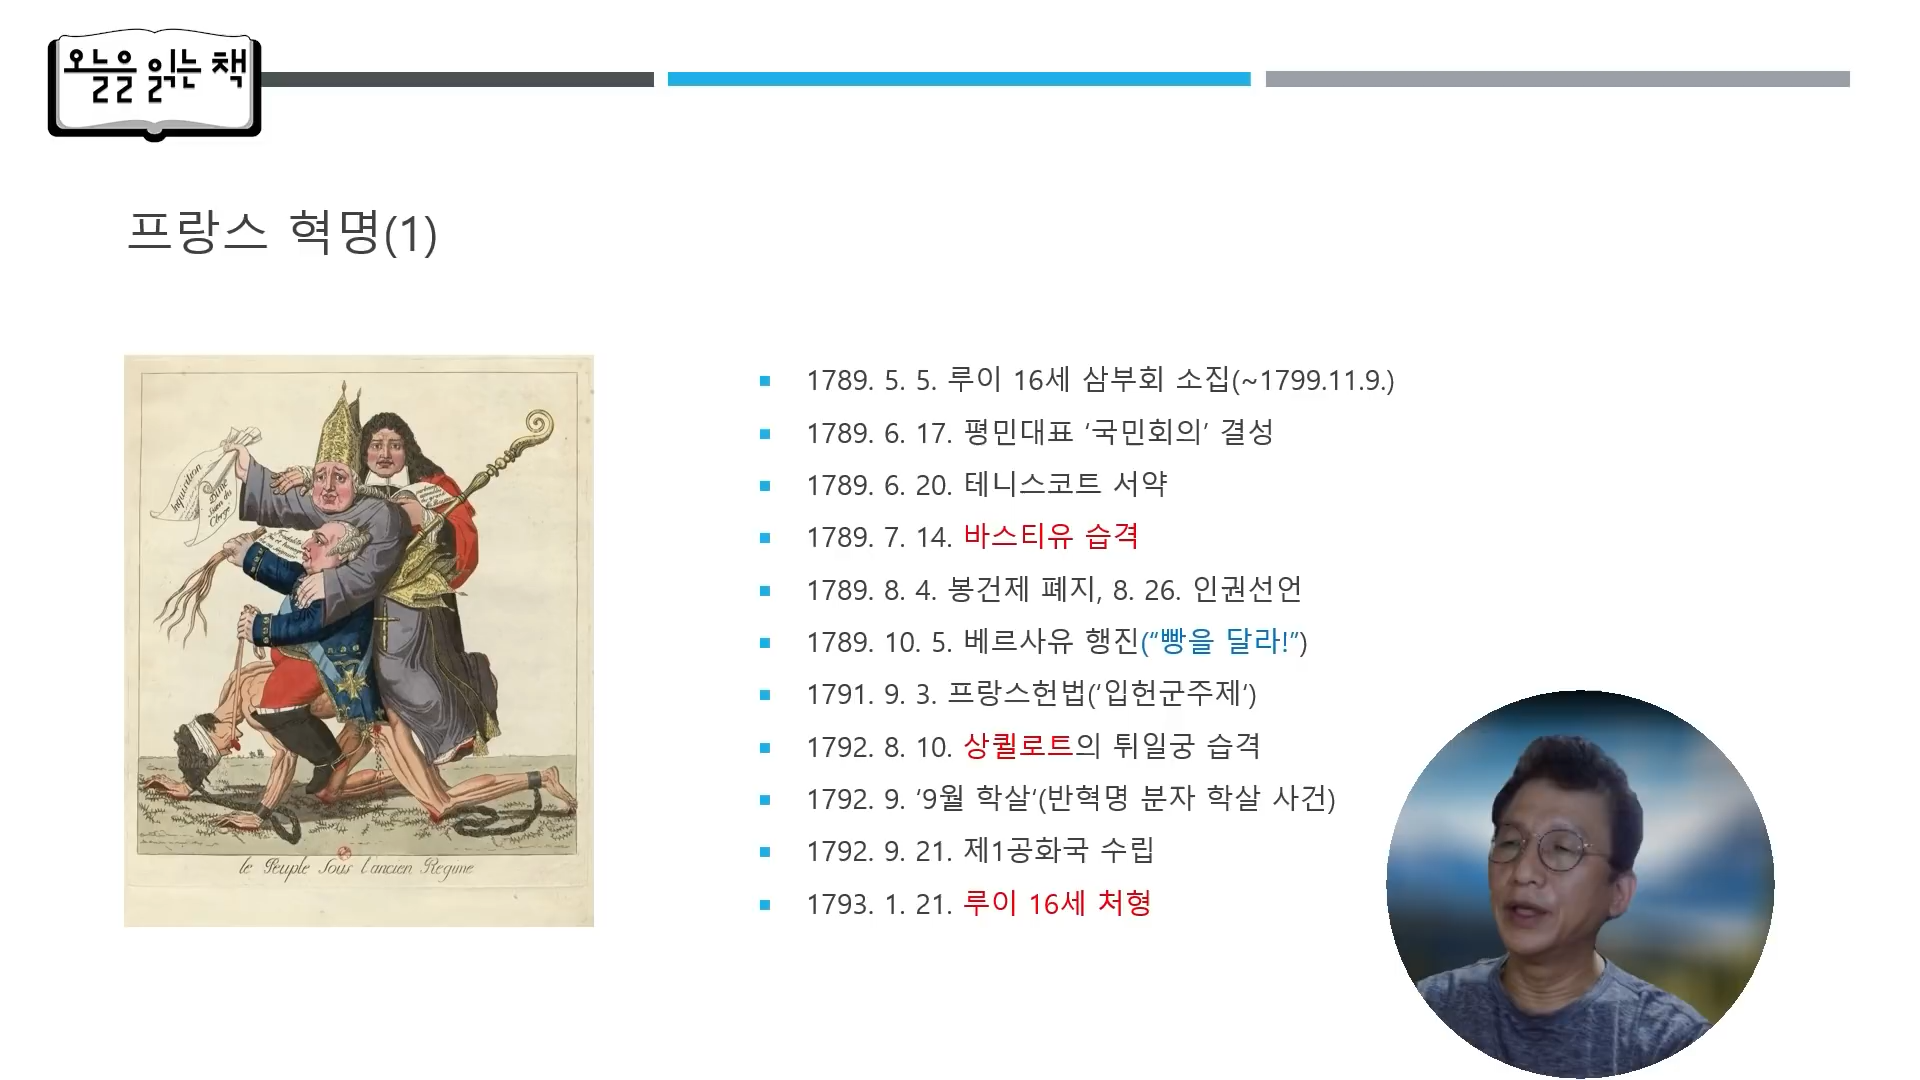 오늘을 읽는 책
프랑스 혁명(1)
Inquisition
Dime
Clergé
le Peuple Sous l'ancien Regime
1789. 5. 5. 루이 16세 삼부회 소집(~1799.11.9.)
1789. 6. 17. 평민대표 ‘국민회의’ 결성
1789. 6. 20. 테니스코트 서약
1789. 7. 14. 바스티유 습격
1789. 8. 4. 봉건제 폐지, 8. 26. 인권선언
1789. 10. 5. 베르사유 행진(“빵을 달라!”)
1791. 9. 3. 프랑스헌법(‘입헌군주제’)
1792. 8. 10. 상퀼로트의 튀일궁 습격
1792. 9. ‘9월 학살‘(반혁명 분자 학살 사건)
1792. 9. 21. 제1공화국 수립
1793. 1. 21. 루이 16세 처형